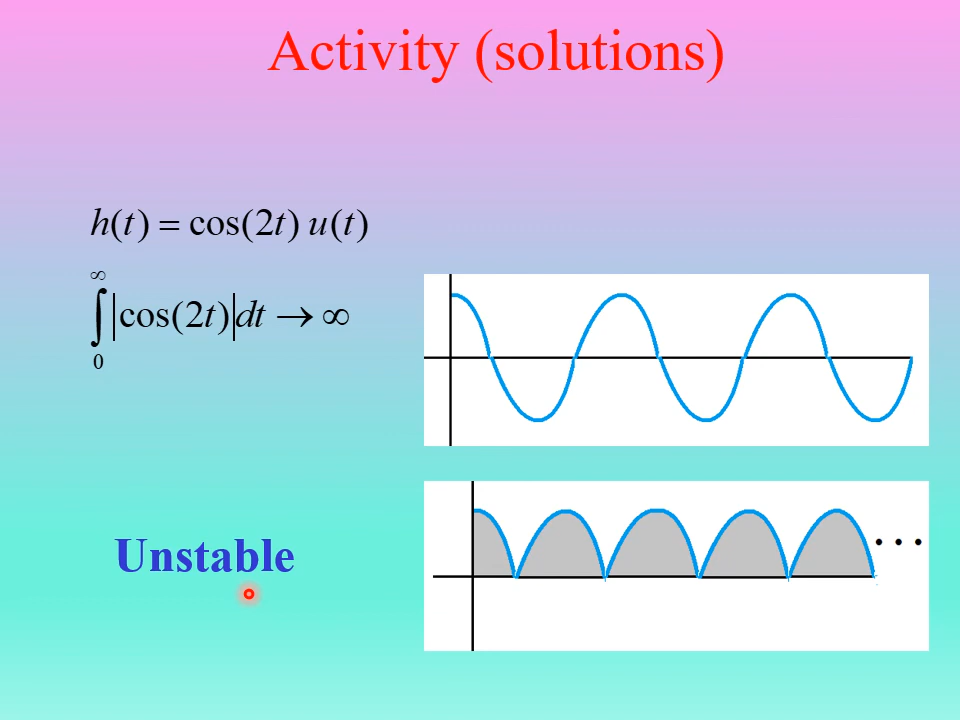 Activity (solutions)
h(t) = cos(2t) u(t)
∫₀^∞ |cos(2t)| dt → ∞
Unstable
···